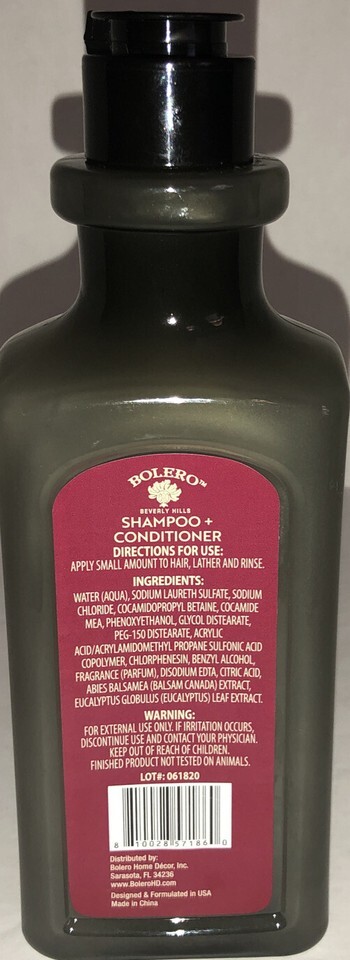 BOLERO™
BEVERLY HILLS
SHAMPOO +
CONDITIONER
DIRECTIONS FOR USE:
APPLY SMALL AMOUNT TO HAIR, LATHER AND RINSE.
INGREDIENTS:
WATER (AQUA), SODIUM LAURETH SULFATE, SODIUM
CHLORIDE, COCAMIDOPROPYL BETAINE, COCAMIDE
MEA, PHENOXYETHANOL, GLYCOL DISTEARATE,
PEG-150 DISTEARATE, ACRYLIC
ACID/ACRYLAMIDOMETHYL PROPANE SULFONIC ACID
COPOLYMER, CHLORPHENESIN, BENZYL ALCOHOL,
FRAGRANCE (PARFUM), DISODIUM EDTA, CITRIC ACID,
ABIES BALSAMEA (BALSAM CANADA) EXTRACT,
EUCALYPTUS GLOBULUS (EUCALYPTUS) LEAF EXTRACT.
WARNING:
FOR EXTERNAL USE ONLY. IF IRRITATION OCCURS,
DISCONTINUE USE AND CONTACT YOUR PHYSICIAN.
KEEP OUT OF REACH OF CHILDREN.
FINISHED PRODUCT NOT TESTED ON ANIMALS.
LOT#: 061820
8 10028 57186 0
Distributed by:
Bolero Home Décor, Inc.
Sarasota, FL 34236
www.BoleroHD.com
Designed & Formulated in USA
Made in China